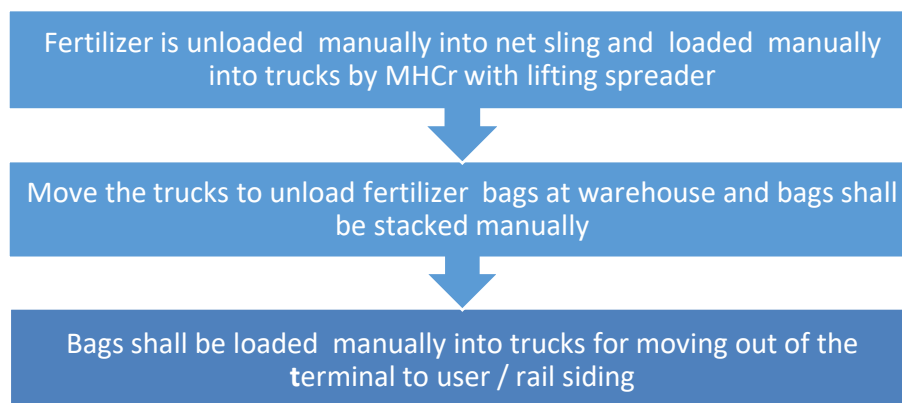 Fertilizer is unloaded  manually into net sling and  loaded  manually
into trucks by MHCr with lifting spreader
Move the trucks to unload fertilizer  bags at warehouse and bags shall
be stacked manually
Bags shall be loaded  manually into trucks for moving out of the
terminal to user / rail siding